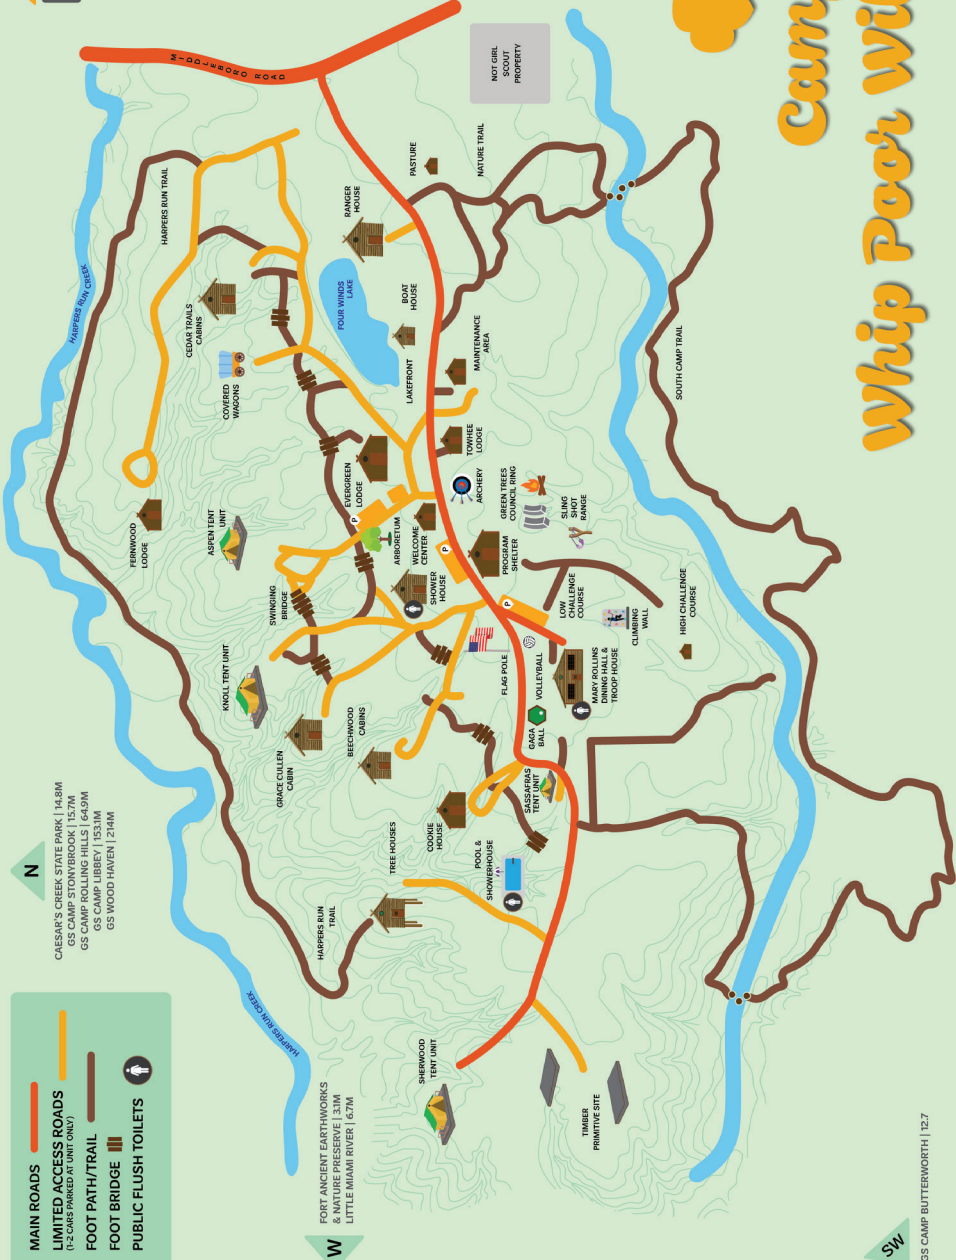 MAIN ROADS
LIMITED ACCESS ROADS
(1-2 CARS PARKED AT UNIT ONLY)
FOOT PATH/TRAIL
FOOT BRIDGE
PUBLIC FLUSH TOILETS
N
CAESAR'S CREEK STATE PARK | 14.8M
GS CAMP STONYBROOK | 15.7M
GS CAMP ROLLING HILLS | 64.9M
GS CAMP LIBBEY | 153.1M
GS WOOD HAVEN | 214M
HARPERS RUN CREEK
MIDDLEBORO ROAD
HARPERS RUN TRAIL
FERNWOOD
LODGE
CEDAR TRAILS
CABINS
ASPEN TENT
UNIT
COVERED
WAGONS
KNOLL TENT UNIT
SWINGING
BRIDGE
HARPERS RUN CREEK
GRACE CULLEN
CABIN
BEECHWOOD
CABINS
HARPERS RUN
TRAIL
TREE HOUSES
EVERGREEN
LODGE
P
FOUR WINDS
LAKE
RANGER
HOUSE
W
FORT ANCIENT EARTHWORKS
& NATURE PRESERVE | 3.1M
LITTLE MIAMI RIVER | 6.7M
ARBORETUM
WELCOME
CENTER
SHOWER
HOUSE
LAKEFRONT
BOAT
HOUSE
PASTURE
SHERWOOD
TENT UNIT
COOKIE
HOUSE
P
MAINTENANCE
AREA
TOWHEE
LODGE
ARCHERY
NATURE TRAIL
NOT GIRL
SCOUT
PROPERTY
POOL &
SHOWERHOUSE
SASSAFRAS
TENT UNIT
GAGA
BALL
FLAG POLE
VOLLEYBALL
P
PROGRAM
SHELTER
GREEN TREES
COUNCIL RING
SLING
SHOT
RANGE
LOW
CHALLENGE
COURSE
MARY ROLLINS
DINING HALL &
TROOP HOUSE
CLIMBING
WALL
HIGH CHALLENGE
COURSE
TIMBER
PRIMITIVE SITE
SOUTH CAMP TRAIL
Camp
Whip Poor Wil
SW
GS CAMP BUTTERWORTH | 12.7